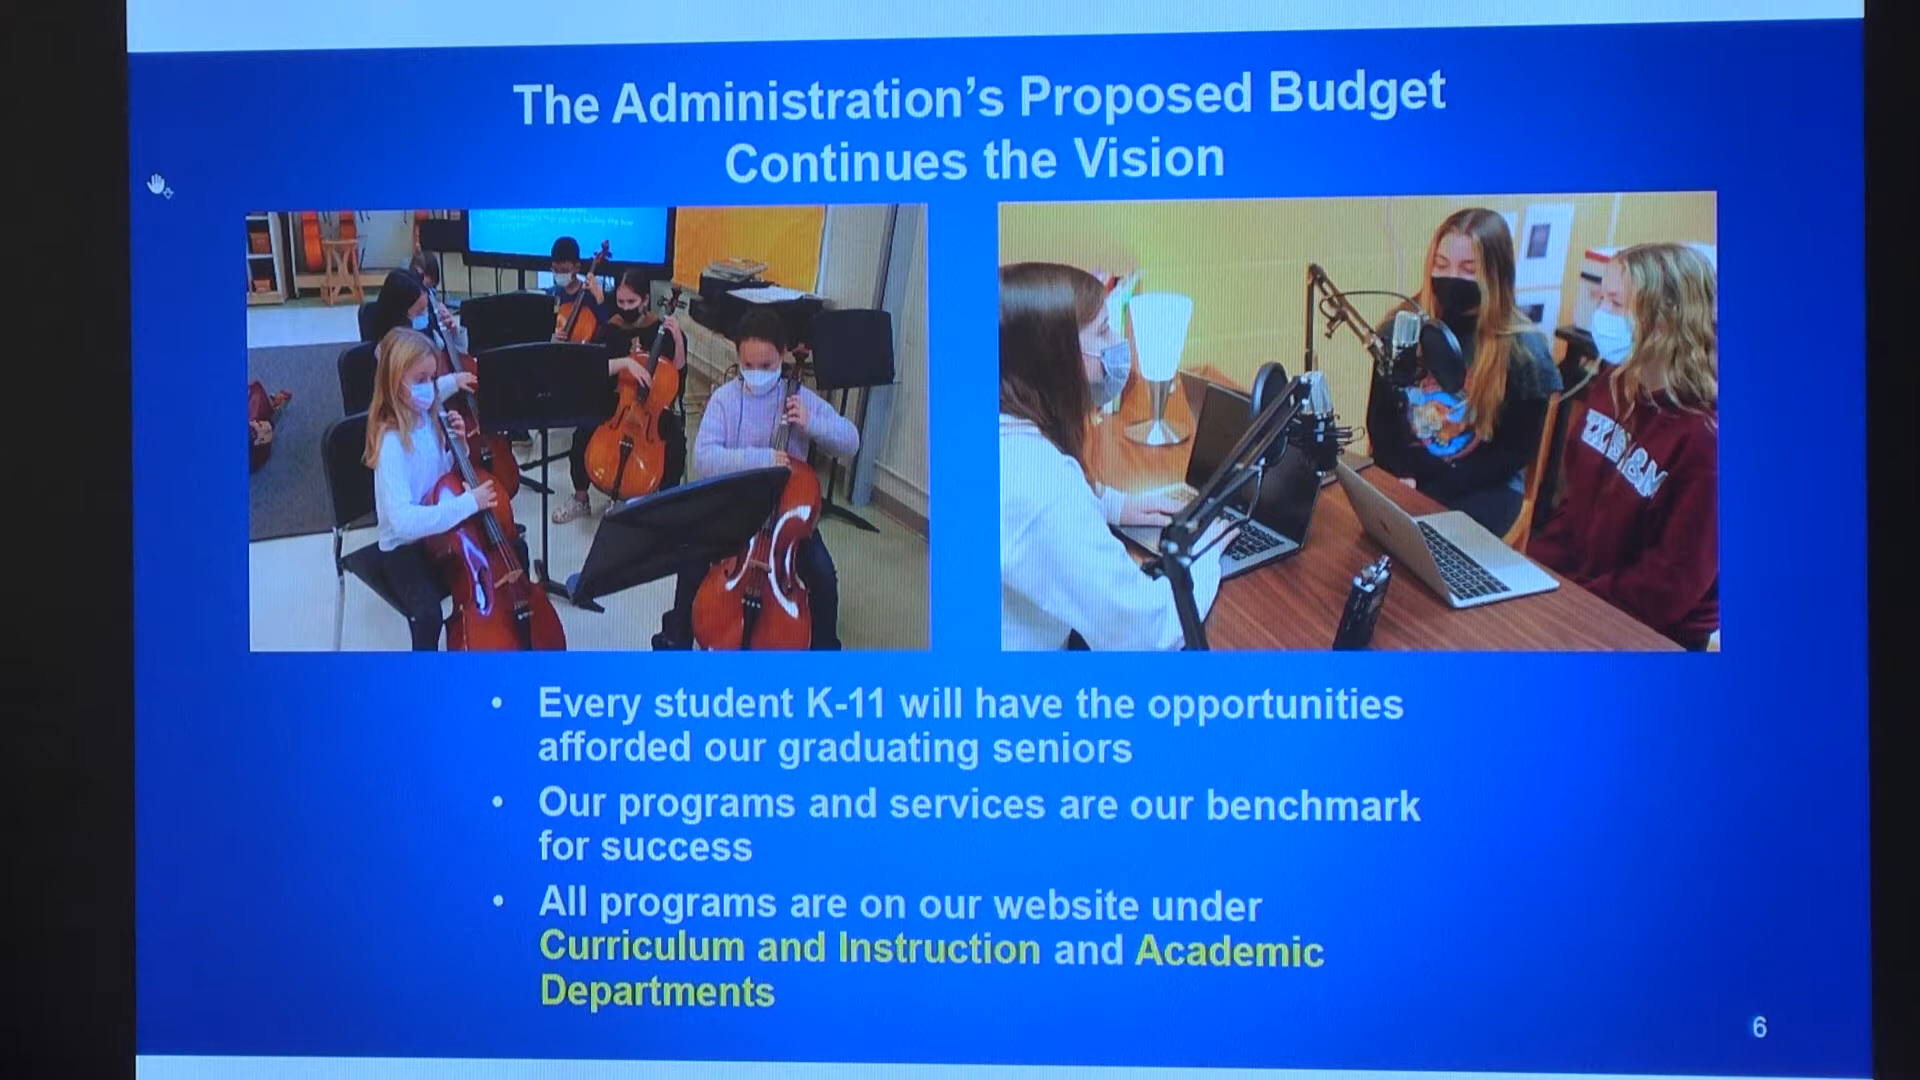 The Administration's Proposed Budget
Continues the Vision
• Every student K-11 will have the opportunities
afforded our graduating seniors
• Our programs and services are our benchmark
for success
• All programs are on our website under
Curriculum and Instruction and Academic
Departments
6